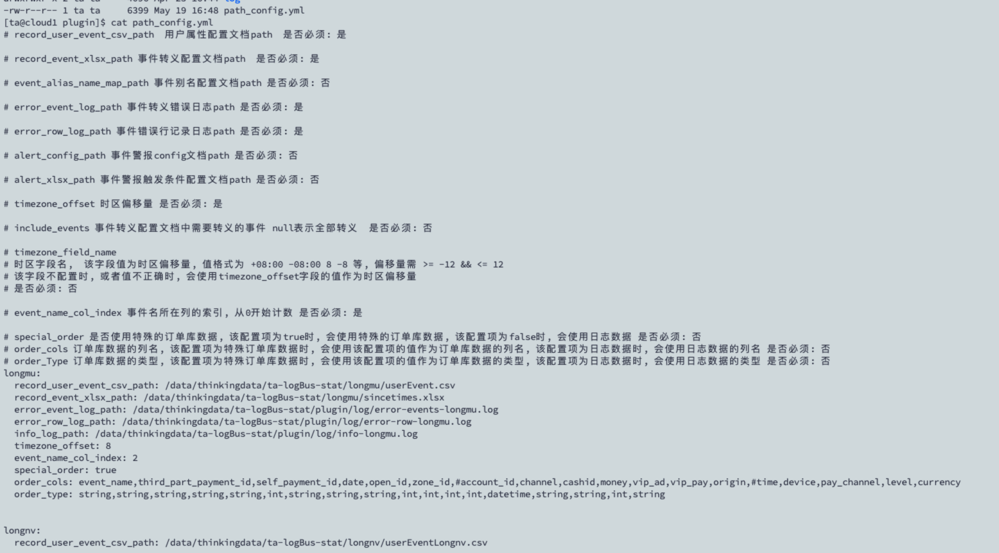 -rw-r--r-- 1 ta ta     6399 May 19 16:48 path_config.yml
[ta@cloud1 plugin]$ cat path_config.yml
# record_user_event_csv_path  用户属性配置文档path  是否必须: 是
# record_event_xlsx_path 事件转义配置文档path  是否必须: 是
# event_alias_name_map_path 事件别名配置文档path 是否必须: 否
# error_event_log_path 事件转义错误日志path 是否必须: 是
# error_row_log_path 事件错误行记录日志path 是否必须: 是
# alert_config_path 事件警报config文档path 是否必须: 否
# alert_xlsx_path 事件警报触发条件配置文档path 是否必须: 否
# timezone_offset 时区偏移量 是否必须: 是
# include_events 事件转义配置文档中需要转义的事件 null表示全部转义  是否必须: 否
# timezone_field_name
# 时区字段名, 该字段值为时区偏移量, 值格式为 +08:00 -08:00 8 -8 等, 偏移量需 >= -12 && <= 12
# 该字段不配置时, 或者值不正确时, 会使用timezone_offset字段的值作为时区偏移量
# 是否必须: 否
# event_name_col_index 事件名所在列的索引, 从0开始计数 是否必须: 是
# special_order 是否使用特殊的订单库数据, 该配置项为true时, 会使用特殊的订单库数据, 该配置项为false时, 会使用日志数据 是否必须: 否
# order_cols 订单库数据的列名, 该配置项为特殊订单库数据时, 会使用该配置项的值作为订单库数据的列名, 该配置项为日志数据时, 会使用日志数据的列名 是否必须: 否
# order_Type 订单库数据的类型, 该配置项为特殊订单库数据时, 会使用该配置项的值作为订单库数据的类型, 该配置项为日志数据时, 会使用日志数据的类型 是否必须: 否
longmu:
  record_user_event_csv_path: /data/thinkingdata/ta-logBus-stat/longmu/userEvent.csv
  record_event_xlsx_path: /data/thinkingdata/ta-logBus-stat/longmu/sincetimes.xlsx
  error_event_log_path: /data/thinkingdata/ta-logBus-stat/plugin/log/error-events-longmu.log
  error_row_log_path: /data/thinkingdata/ta-logBus-stat/plugin/log/error-row-longmu.log
  info_log_path: /data/thinkingdata/ta-logBus-stat/plugin/log/info-longmu.log
  timezone_offset: 8
  event_name_col_index: 2
  special_order: true
  order_cols: event_name,third_part_payment_id,self_payment_id,date,open_id,zone_id,#account_id,channel,cashid,money,vip_ad,vip_pay,origin,#time,device,pay_channel,level,currency
  order_type: string,string,string,string,string,int,string,string,string,int,int,int,int,datetime,string,string,int,string
longnv:
  record_user_event_csv_path: /data/thinkingdata/ta-logBus-stat/longnv/userEventLongnv.csv